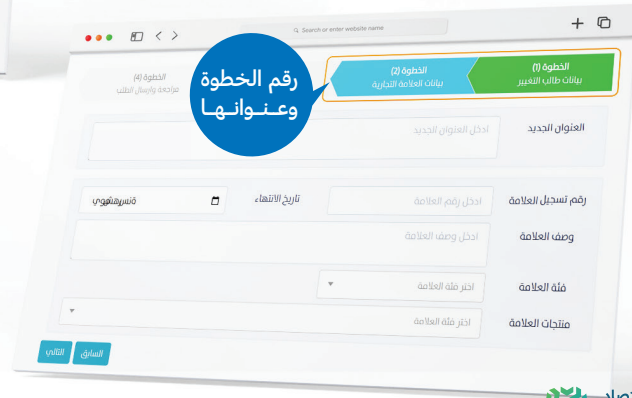 Search or enter website name
الخطوة (1)
بيانات طالب التغيير
الخطوة (2)
بيانات العلامة التجارية
رقم الخطوة
وعـنـوانـهـا
الخطوة (4)
مراجعة وارسال الطلب
العنوان الجديد
ادخل العنوان الجديد
رقم تسجيل العلامة
ادخل رقم العلامة
تاريخ الانتهاء
وصف العلامة
ادخل وصف العلامة
فئة العلامة
اختر فئة العلامة
منتجات العلامة
اختر فئة العلامة
السابق
التالي